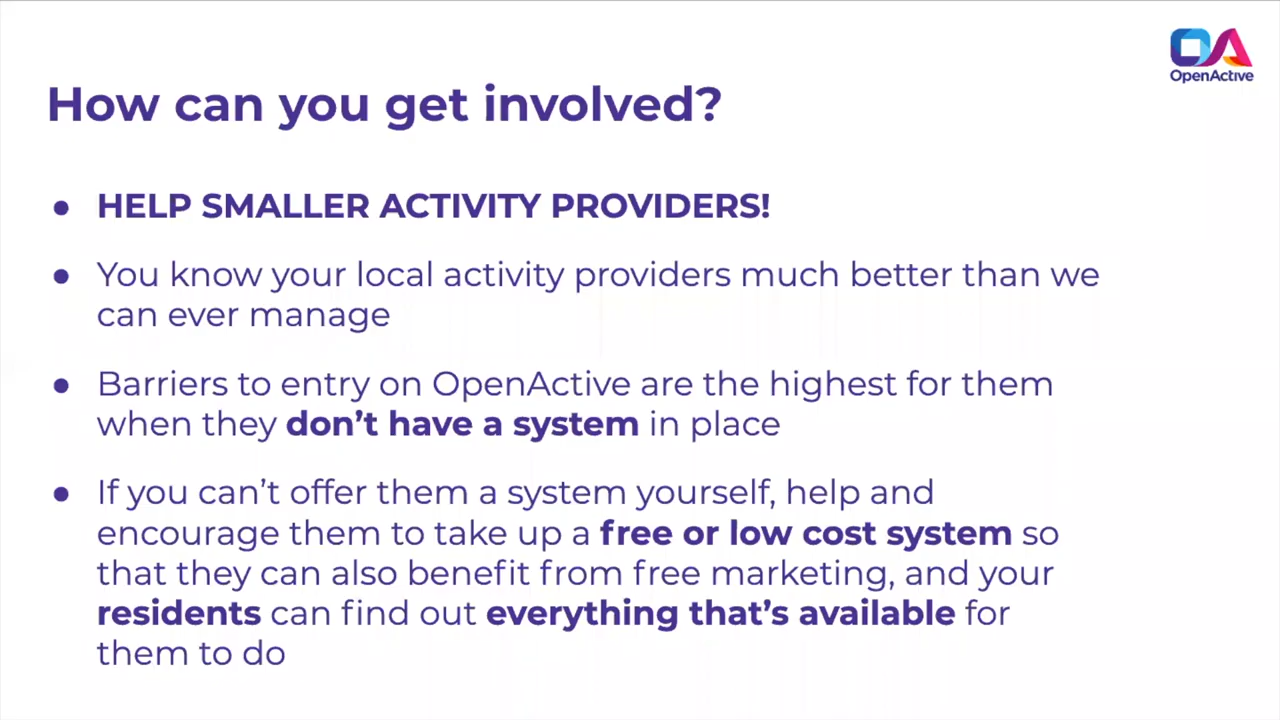 OpenActive
How can you get involved?
● HELP SMALLER ACTIVITY PROVIDERS!
● You know your local activity providers much better than we
can ever manage
● Barriers to entry on OpenActive are the highest for them
when they don’t have a system in place
● If you can’t offer them a system yourself, help and
encourage them to take up a free or low cost system so
that they can also benefit from free marketing, and your
residents can find out everything that’s available for
them to do